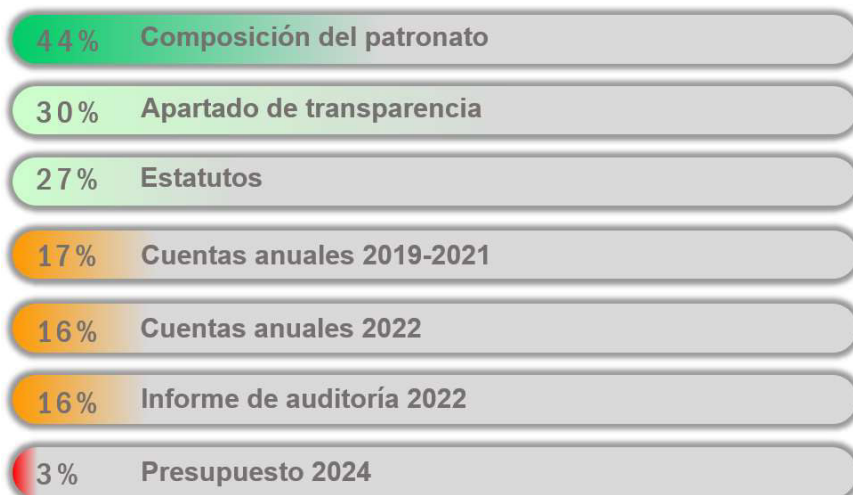 44% Composición del patronato
30% Apartado de transparencia
27% Estatutos
17% Cuentas anuales 2019-2021
16% Cuentas anuales 2022
16% Informe de auditoría 2022
3% Presupuesto 2024